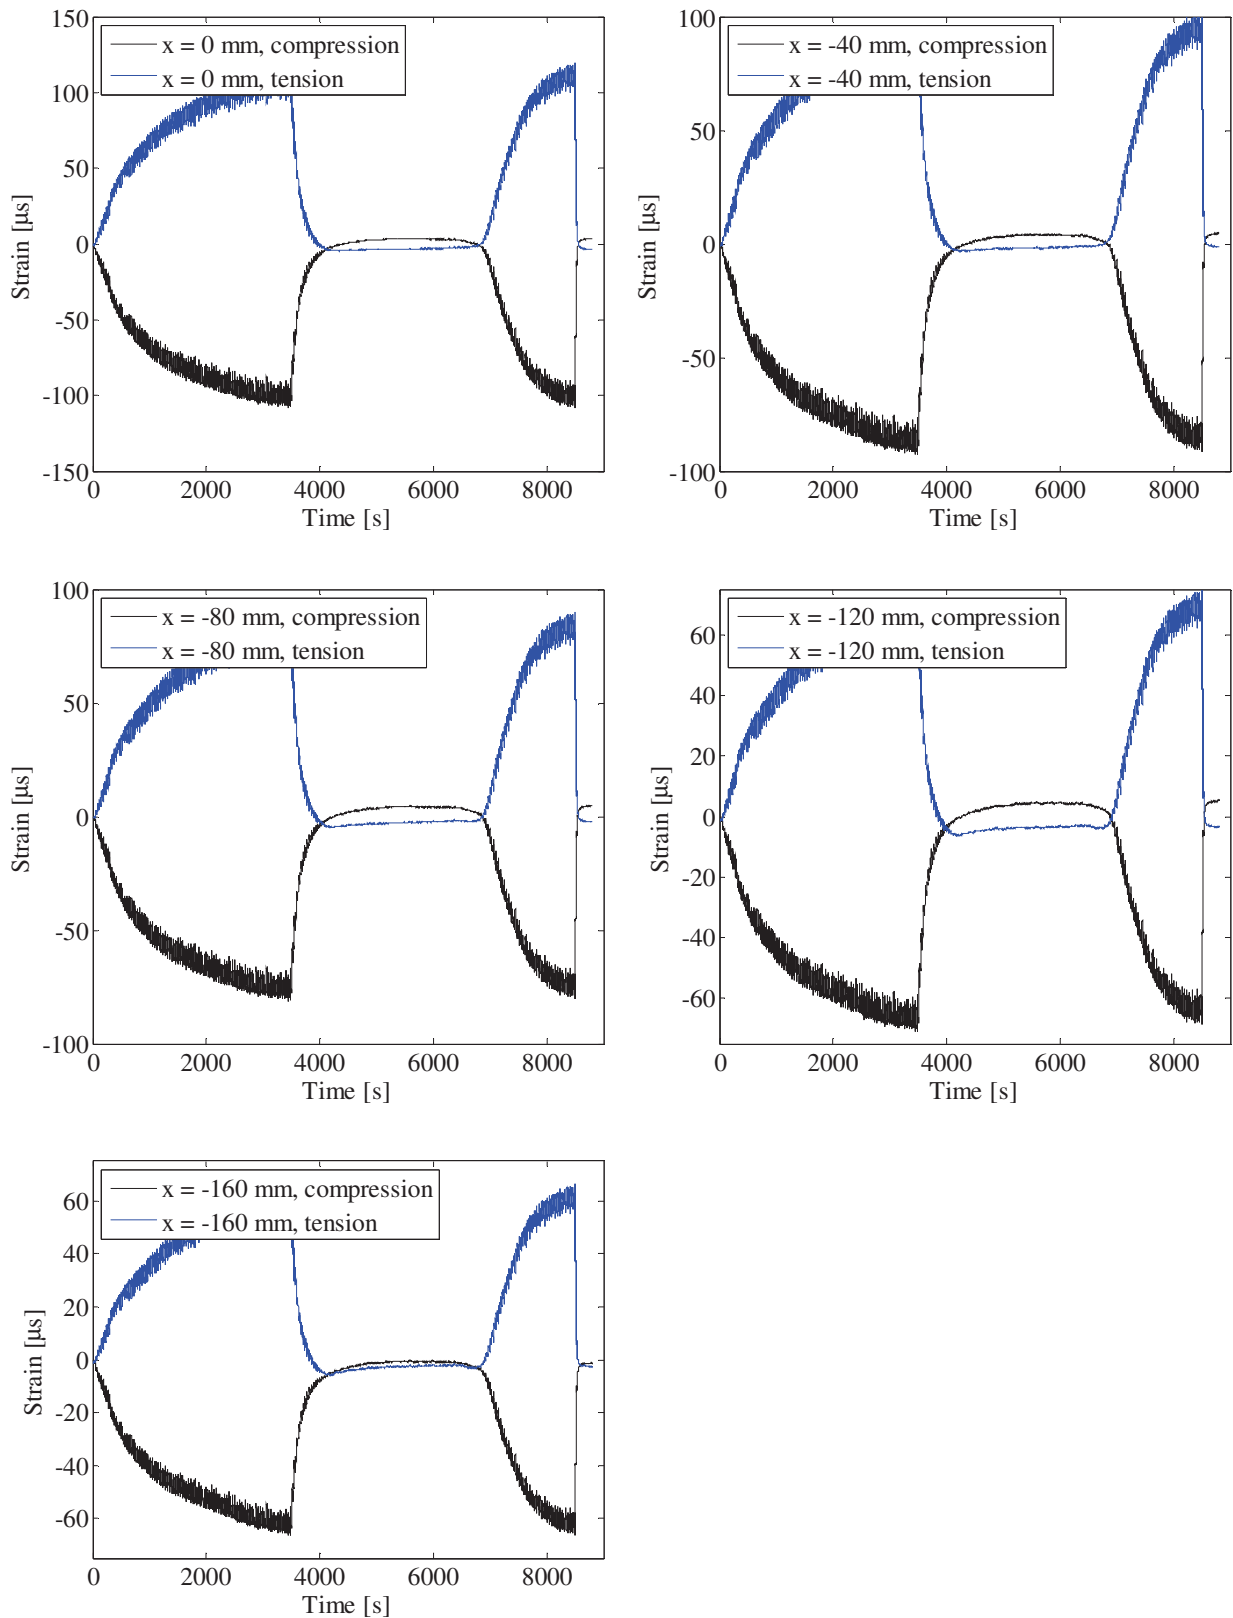 150
100
50
0
-50
-100
-150
Strain [μs]
x = 0 mm, compression
x = 0 mm, tension
0 2000 4000 6000 8000
Time [s]
100
50
0
-50
-100
Strain [μs]
x = -40 mm, compression
x = -40 mm, tension
0 2000 4000 6000 8000
Time [s]
100
50
0
-50
-100
Strain [μs]
x = -80 mm, compression
x = -80 mm, tension
0 2000 4000 6000 8000
Time [s]
60
40
20
0
-20
-40
-60
Strain [μs]
x = -120 mm, compression
x = -120 mm, tension
0 2000 4000 6000 8000
Time [s]
60
40
20
0
-20
-40
-60
Strain [μs]
x = -160 mm, compression
x = -160 mm, tension
0 2000 4000 6000 8000
Time [s]